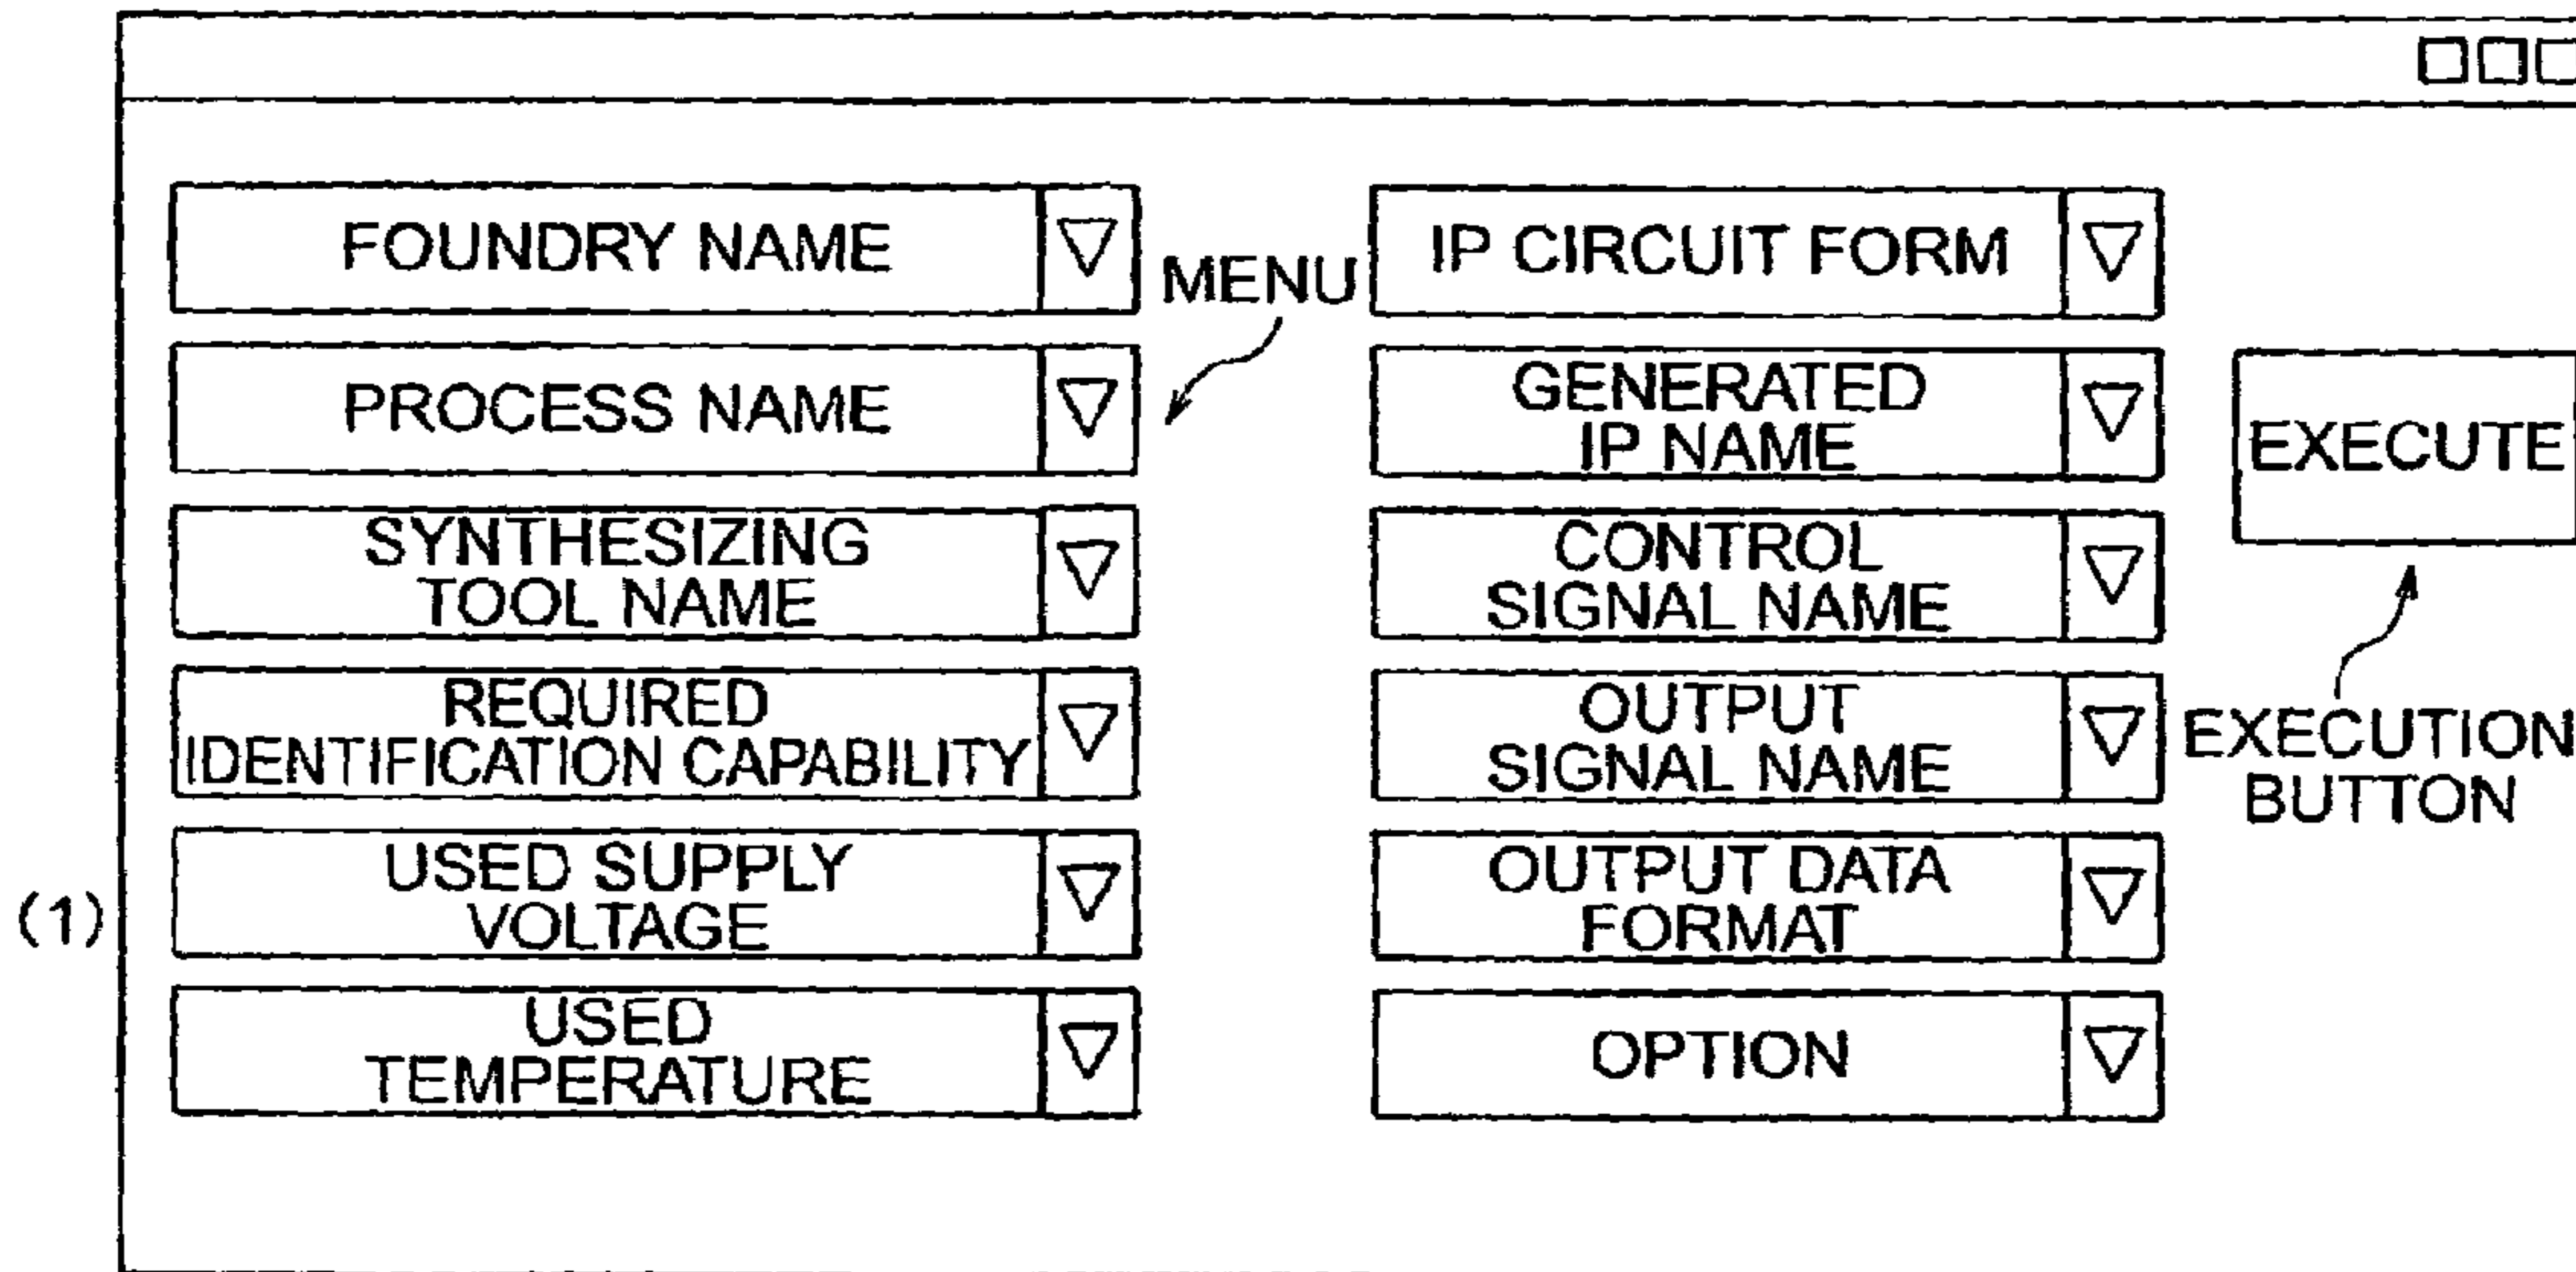 FOUNDRY NAME
MENU
PROCESS NAME
SYNTHESIZING
TOOL NAME
REQUIRED
IDENTIFICATION CAPABILITY
(1)
USED SUPPLY
VOLTAGE
USED
TEMPERATURE
IP CIRCUIT FORM
GENERATED
IP NAME
CONTROL
SIGNAL NAME
OUTPUT
SIGNAL NAME
OUTPUT DATA
FORMAT
OPTION
EXECUTE
EXECUTION
BUTTON